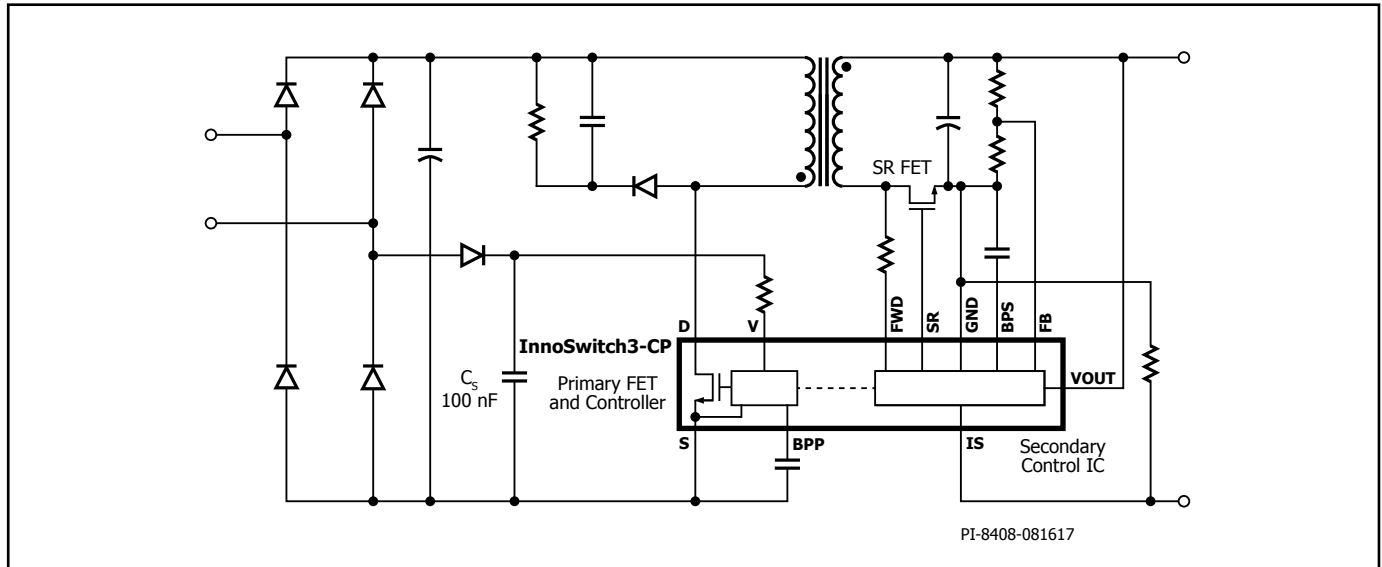 SR FET
FWD
SR
GND
BPS
FB
D
V
InnoSwitch3-CP
VOUT
Cs
100 nF
Primary FET
and Controller
S
BPP
IS
Secondary
Control IC
PI-8408-081617